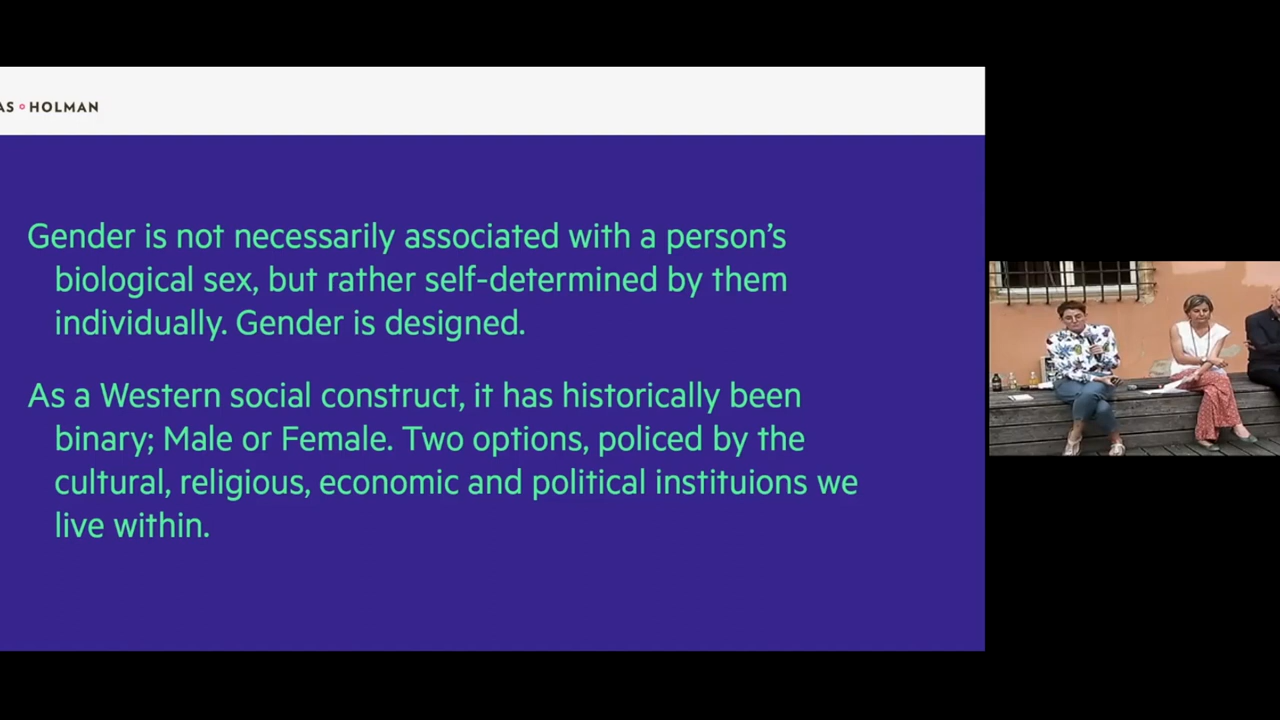 AS HOLMAN
Gender is not necessarily associated with a person's
biological sex, but rather self-determined by them
individually. Gender is designed.
As a Western social construct, it has historically been
binary; Male or Female. Two options, policed by the
cultural, religious, economic and political instituions we
live within.